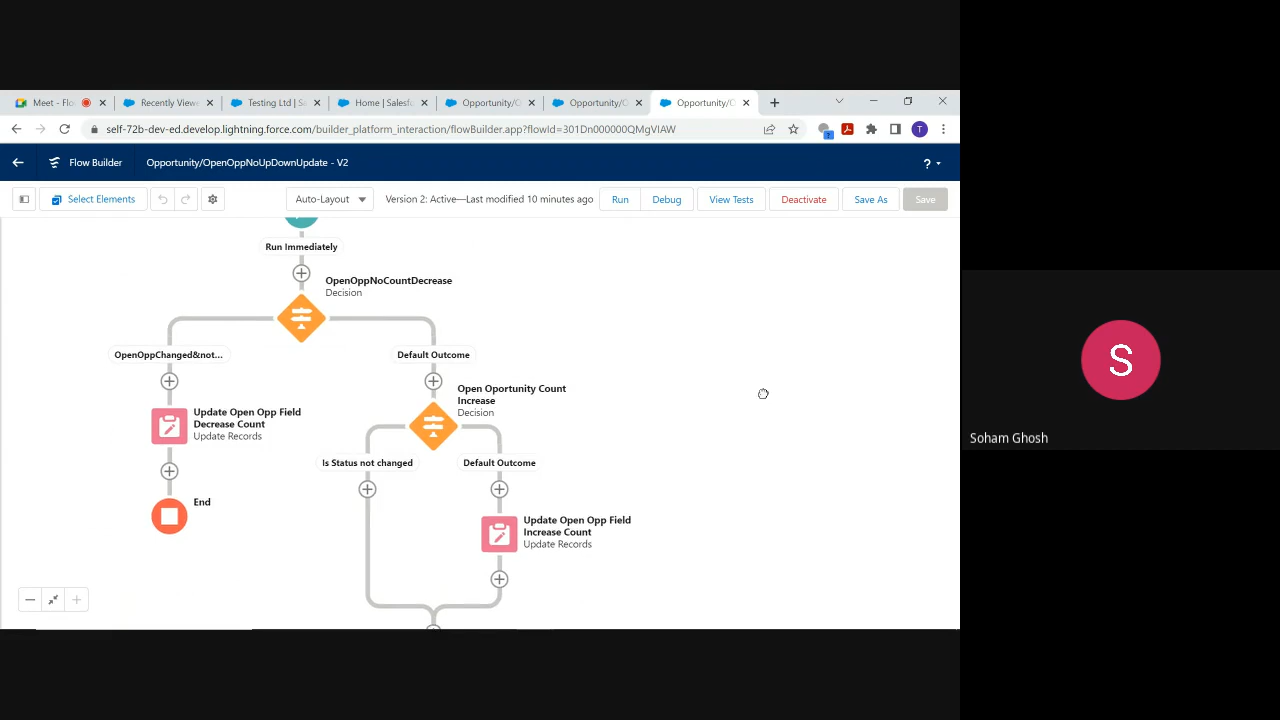 Meet - Flo
Recently View
Testing Ltd | S
Home | Salesf
Opportunity/O
Opportunity/O
Opportunity/O
self-72b-dev-ed.develop.lightning.force.com/builder_platform_interaction/flowBuilder.app?flowId=301Dn000000QMgVIAW
T
Flow Builder
Opportunity/OpenOppNoUpDownUpdate - V2
?
Select Elements
Auto-Layout
Version 2: Active—Last modified 10 minutes ago
Run
Debug
View Tests
Deactivate
Save As
Save
Run Immediately
OpenOppNoCountDecrease
Decision
OpenOppChanged&not...
Default Outcome
Update Open Opp Field
Decrease Count
Update Records
Open Oportunity Count
Increase
Decision
Is Status not changed
Default Outcome
End
Update Open Opp Field
Increase Count
Update Records
S
Soham Ghosh